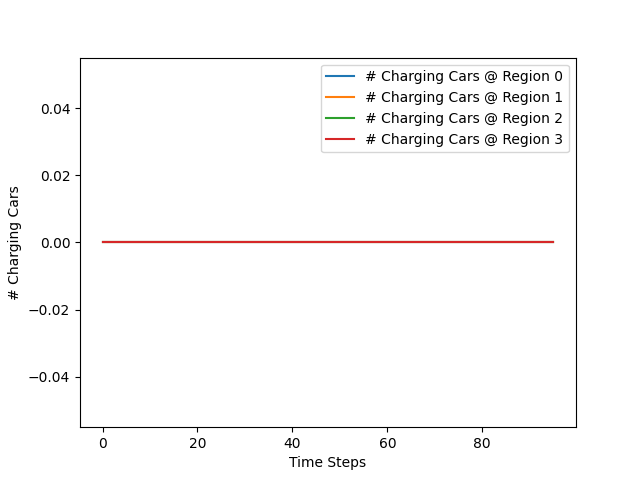 # Charging Cars @ Region 0
# Charging Cars @ Region 1
# Charging Cars @ Region 2
# Charging Cars @ Region 3
0.04
0.02
0.00
−0.02
−0.04
# Charging Cars
0 20 40 60 80
Time Steps